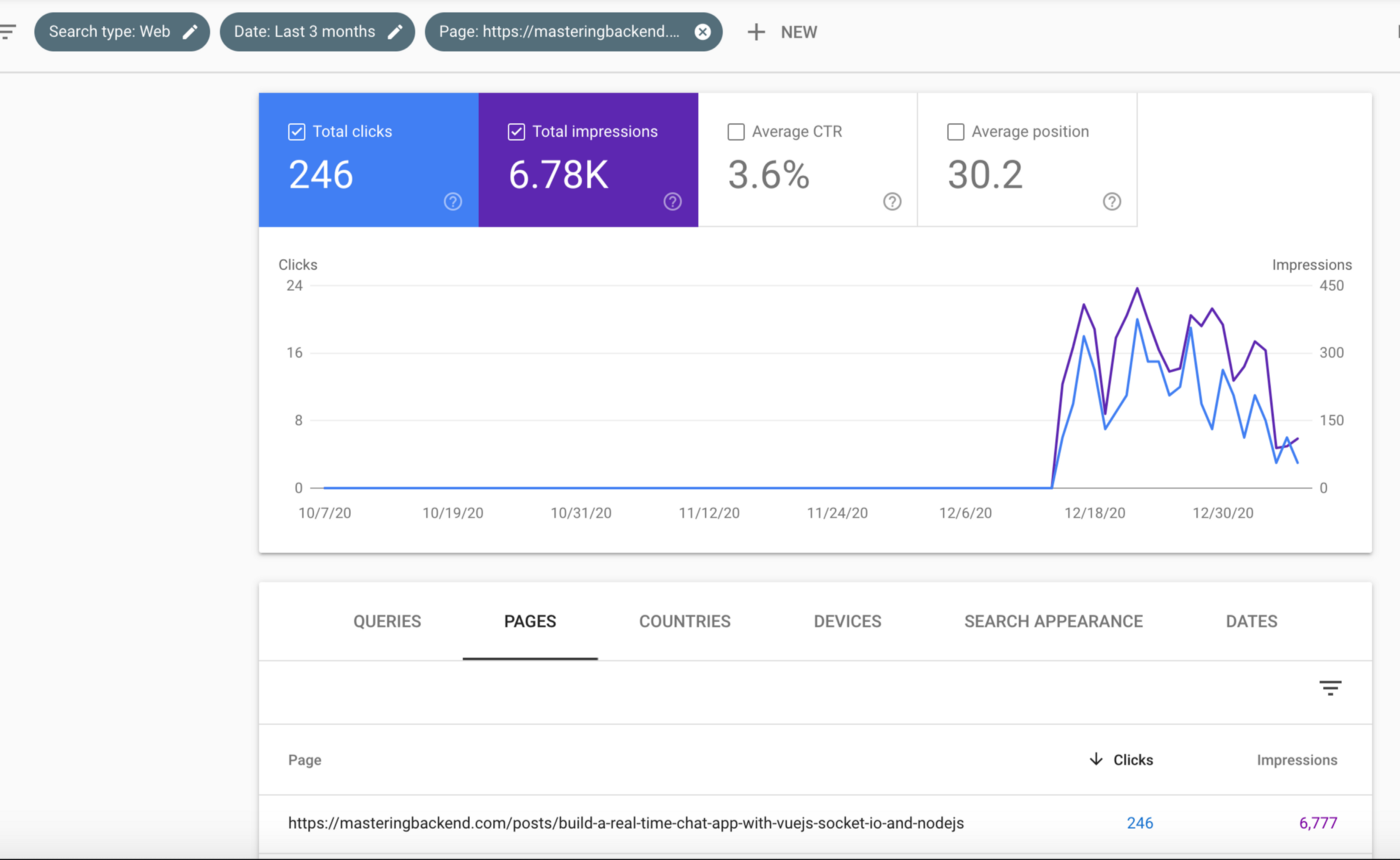 Search type: Web Date: Last 3 months Page: https://masteringbackend.... NEW
Total clicks Total impressions Average CTR Average position
246 6.78K 3.6% 30.2
Clicks Impressions
24 450
16 300
8 150
0 0
10/7/20 10/19/20 10/31/20 11/12/20 11/24/20 12/6/20 12/18/20 12/30/20
QUERIES PAGES COUNTRIES DEVICES SEARCH APPEARANCE DATES
Page Clicks Impressions
https://masteringbackend.com/posts/build-a-real-time-chat-app-with-vuejs-socket-io-and-nodejs 246 6,777